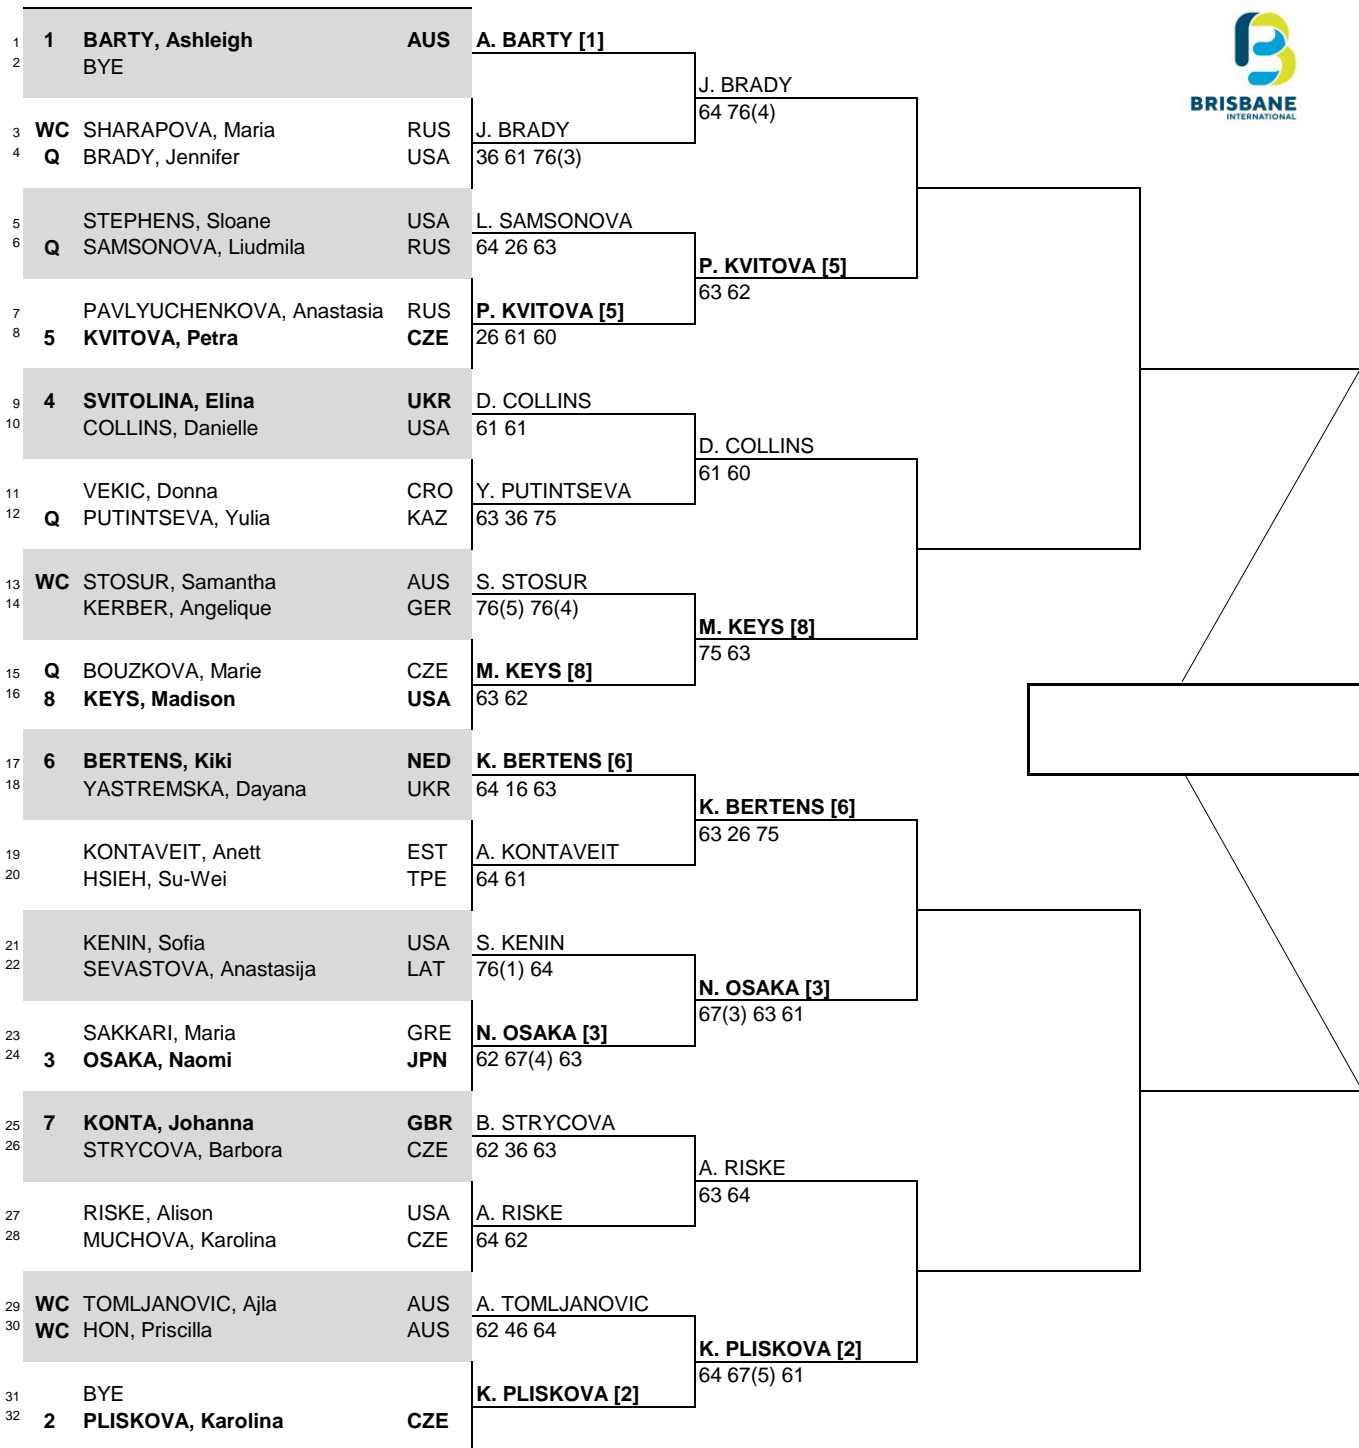 1 1 BARTY, Ashleigh AUS A. BARTY [1]
2 BYE
J. BRADY
64 76(4)
BRISBANE
INTERNATIONAL
3 WC SHARAPOVA, Maria RUS J. BRADY
4 Q BRADY, Jennifer USA 36 61 76(3)
5 STEPHENS, Sloane USA L. SAMSONOVA
6 Q SAMSONOVA, Liudmila RUS 64 26 63
P. KVITOVA [5]
63 62
7 PAVLYUCHENKOVA, Anastasia RUS P. KVITOVA [5]
8 5 KVITOVA, Petra CZE 26 61 60
9 4 SVITOLINA, Elina UKR D. COLLINS
10 COLLINS, Danielle USA 61 61
D. COLLINS
61 60
11 VEKIC, Donna CRO Y. PUTINTSEVA
12 Q PUTINTSEVA, Yulia KAZ 63 36 75
13 WC STOSUR, Samantha AUS S. STOSUR
14 KERBER, Angelique GER 76(5) 76(4)
M. KEYS [8]
75 63
15 Q BOUZKOVA, Marie CZE M. KEYS [8]
16 8 KEYS, Madison USA 63 62
17 6 BERTENS, Kiki NED K. BERTENS [6]
18 YASTREMSKA, Dayana UKR 64 16 63
K. BERTENS [6]
63 26 75
19 KONTAVEIT, Anett EST A. KONTAVEIT
20 HSIEH, Su-Wei TPE 64 61
21 KENIN, Sofia USA S. KENIN
22 SEVASTOVA, Anastasija LAT 76(1) 64
N. OSAKA [3]
67(3) 63 61
23 SAKKARI, Maria GRE N. OSAKA [3]
24 3 OSAKA, Naomi JPN 62 67(4) 63
25 7 KONTA, Johanna GBR B. STRYCOVA
26 STRYCOVA, Barbora CZE 62 36 63
A. RISKE
63 64
27 RISKE, Alison USA A. RISKE
28 MUCHOVA, Karolina CZE 64 62
29 WC TOMLJANOVIC, Ajla AUS A. TOMLJANOVIC
30 WC HON, Priscilla AUS 62 46 64
K. PLISKOVA [2]
64 67(5) 61
31 BYE K. PLISKOVA [2]
32 2 PLISKOVA, Karolina CZE